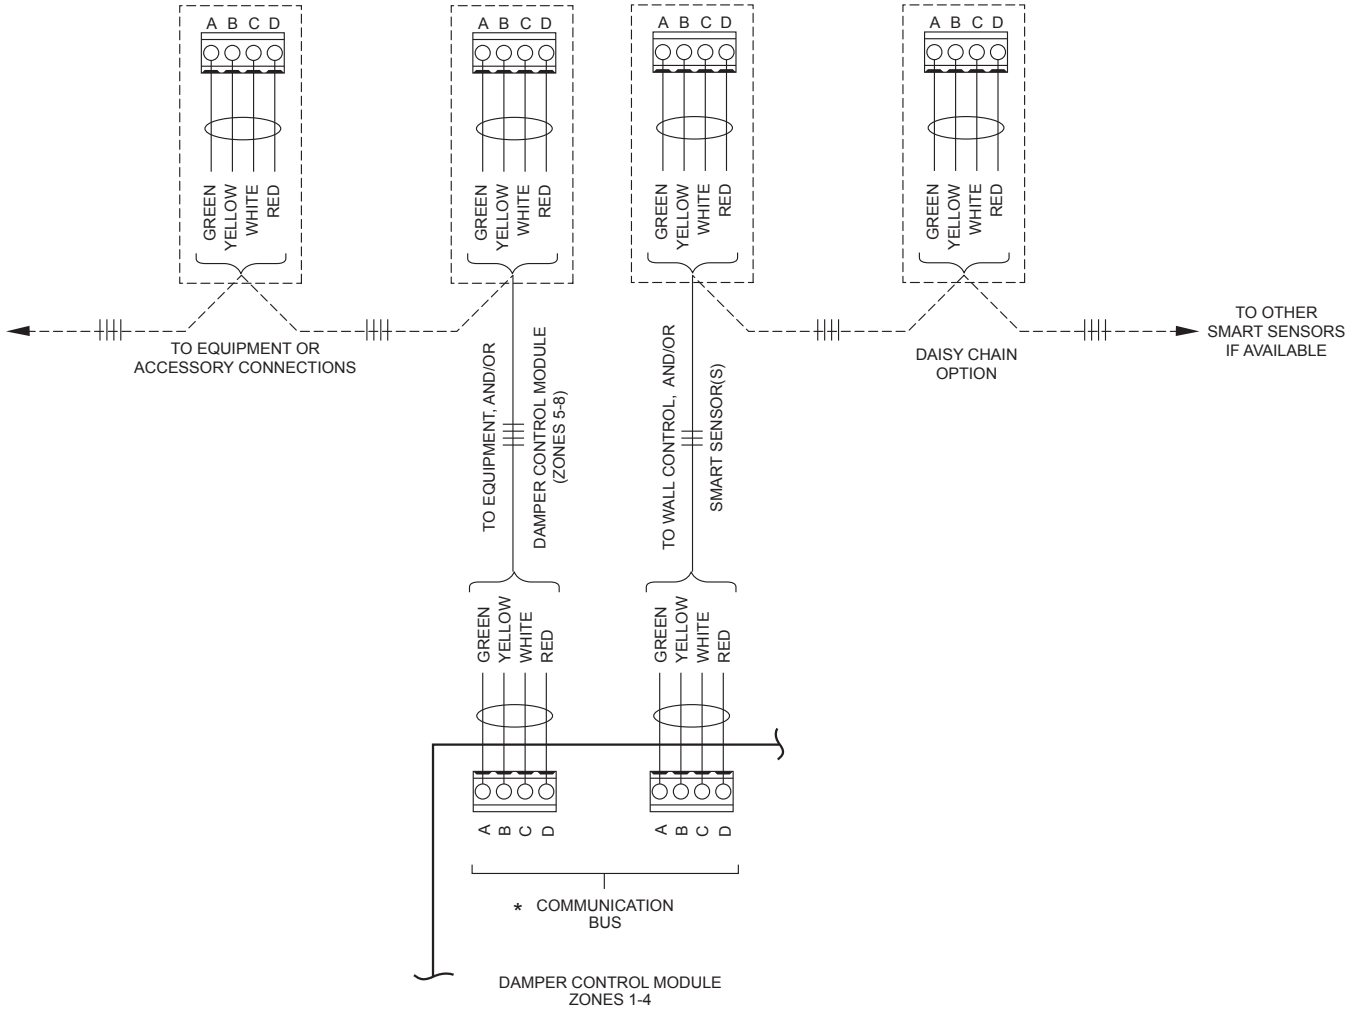 A B C D
A B C D
A B C D
A B C D
GREEN
YELLOW
WHITE
RED
GREEN
YELLOW
WHITE
RED
GREEN
YELLOW
WHITE
RED
GREEN
YELLOW
WHITE
RED
TO EQUIPMENT OR
ACCESSORY CONNECTIONS
TO EQUIPMENT, AND/OR
DAMPER CONTROL MODULE
(ZONES 5-8)
TO WALL CONTROL, AND/OR
SMART SENSOR(S)
DAISY CHAIN
OPTION
TO OTHER
SMART SENSORS
IF AVAILABLE
GREEN
YELLOW
WHITE
RED
GREEN
YELLOW
WHITE
RED
A B C D
A B C D
* COMMUNICATION
BUS
DAMPER CONTROL MODULE
ZONES 1-4